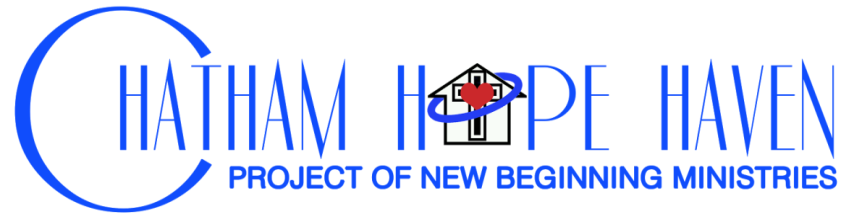 CHATHAM HOPE HAVEN
PROJECT OF NEW BEGINNING MINISTRIES